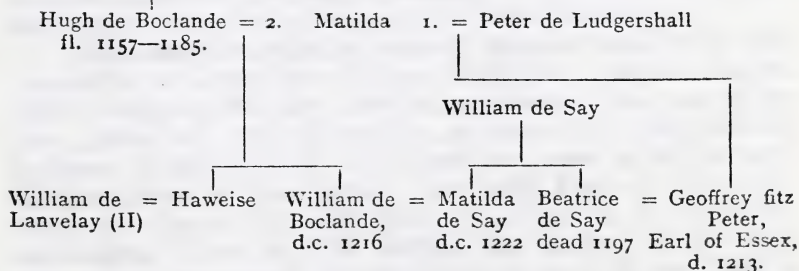 Hugh de Boclande = 2. Matilda 1. = Peter de Ludgershall
fl. 1157—1185.
William de Say
William de = Haweise William de = Matilda Beatrice = Geoffrey fitz
Lanvelay (II) Boclande, de Say de Say Peter,
d.c. 1216 d.c. 1222 dead 1197 Earl of Essex,
d. 1213.